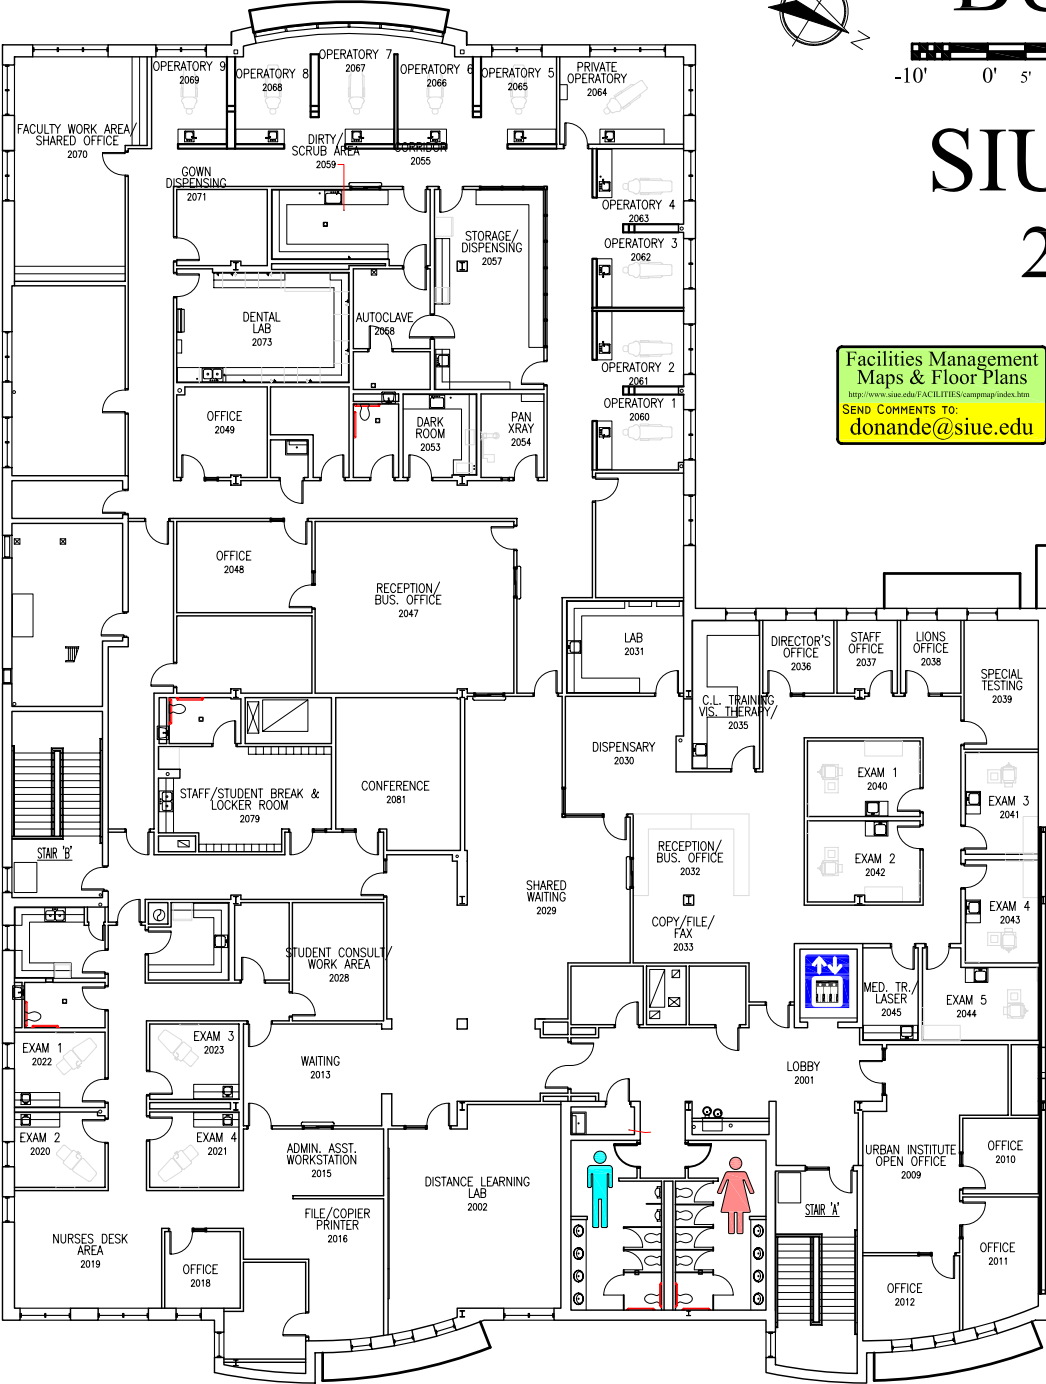 N
-10'
0'
5'
SIU
2
Facilities Management
Maps & Floor Plans
http://www.siue.edu/FACILITIES/campmap/index.htm
SEND COMMENTS TO:
donande@siue.edu
OPERATORY 9
2069
OPERATORY 8
2068
OPERATORY 7
2067
OPERATORY 6
2066
OPERATORY 5
2065
PRIVATE
OPERATORY
2064
FACULTY WORK AREA/
SHARED OFFICE
2070
DIRTY/
SCRUB AREA
2059
CORRIDOR
2055
GOWN
DISPENSING
2071
OPERATORY 4
2063
STORAGE/
DISPENSING
2057
OPERATORY 3
2062
DENTAL
LAB
2073
AUTOCLAVE
2058
OPERATORY 2
2061
OPERATORY 1
2060
OFFICE
2049
DARK
ROOM
2053
PAN
XRAY
2054
OFFICE
2048
RECEPTION/
BUS. OFFICE
2047
LAB
2031
DIRECTOR'S
OFFICE
2036
STAFF
OFFICE
2037
LIONS
OFFICE
2038
SPECIAL
TESTING
2039
C.L. TRAINING
VIS. THERAPY/
2035
DISPENSARY
2030
CONFERENCE
2081
STAFF/STUDENT BREAK &
LOCKER ROOM
2079
EXAM 1
2040
EXAM 3
2041
STAIR 'B'
RECEPTION/
BUS. OFFICE
2032
EXAM 2
2042
SHARED
WAITING
2029
COPY/FILE/
FAX
2033
EXAM 4
2043
STUDENT CONSULT/
WORK AREA
2028
MED. TR./
LASER
2045
EXAM 5
2044
EXAM 1
2022
EXAM 3
2023
WAITING
2013
LOBBY
2001
EXAM 2
2020
EXAM 4
2021
ADMIN. ASST.
WORKSTATION
2015
URBAN INSTITUTE
OPEN OFFICE
2009
OFFICE
2010
DISTANCE LEARNING
LAB
2002
FILE/COPIER
PRINTER
2016
STAIR 'A'
NURSES DESK
AREA
2019
OFFICE
2018
OFFICE
2011
OFFICE
2012